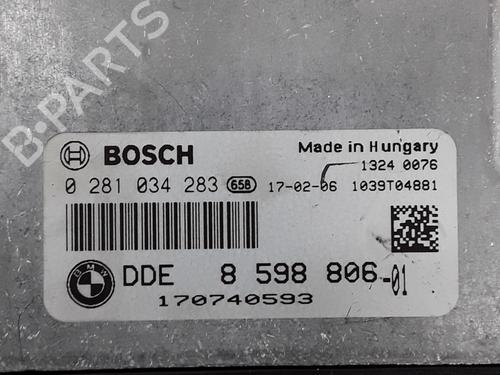 B-PARTS
BOSCH
Made in Hungary
1324 0076
0 281 034 283 658 17-02-06 1039T04881
BMW
DDE 8 598 806-01
170740593